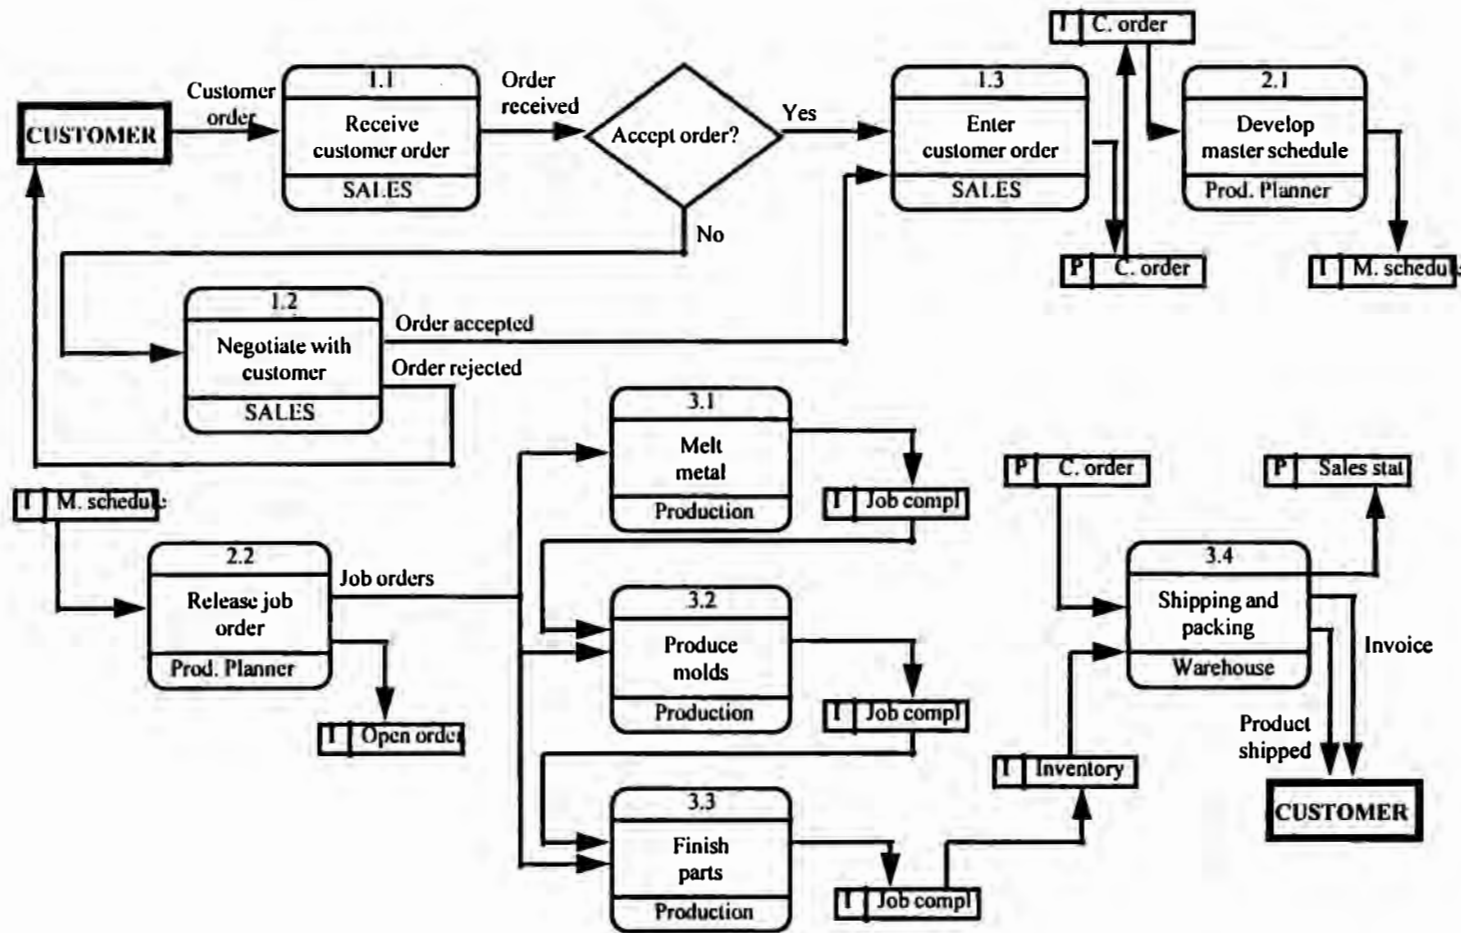 I C. order
1.1
Receive
customer order
SALES
Customer
order
CUSTOMER
Order
received
Accept order?
Yes
No
1.3
Enter
customer order
SALES
2.1
Develop
master schedule
Prod. Planner
P C. order
I M. schedule
1.2
Negotiate with
customer
SALES
Order accepted
Order rejected
I M. schedule
2.2
Release job
order
Prod. Planner
Job orders
I Open order
3.1
Melt
metal
Production
I Job compl
3.2
Produce
molds
Production
I Job compl
3.3
Finish
parts
Production
I Job compl
P C. order
P Sales stat
3.4
Shipping and
packing
Warehouse
I Inventory
Invoice
Product
shipped
CUSTOMER